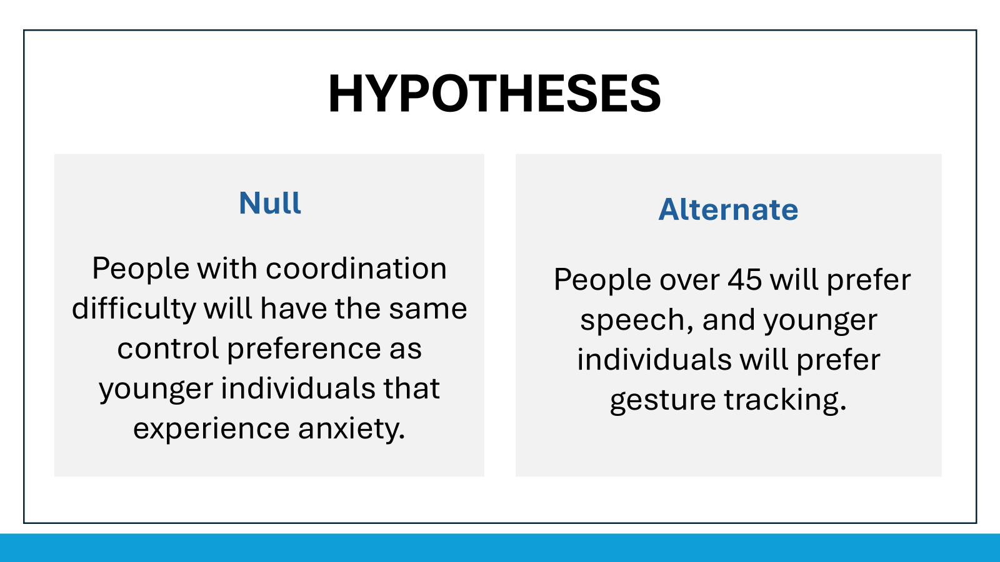 HYPOTHESES
Null
People with coordination
difficulty will have the same
control preference as
younger individuals that
experience anxiety.
Alternate
People over 45 will prefer
speech, and younger
individuals will prefer
gesture tracking.